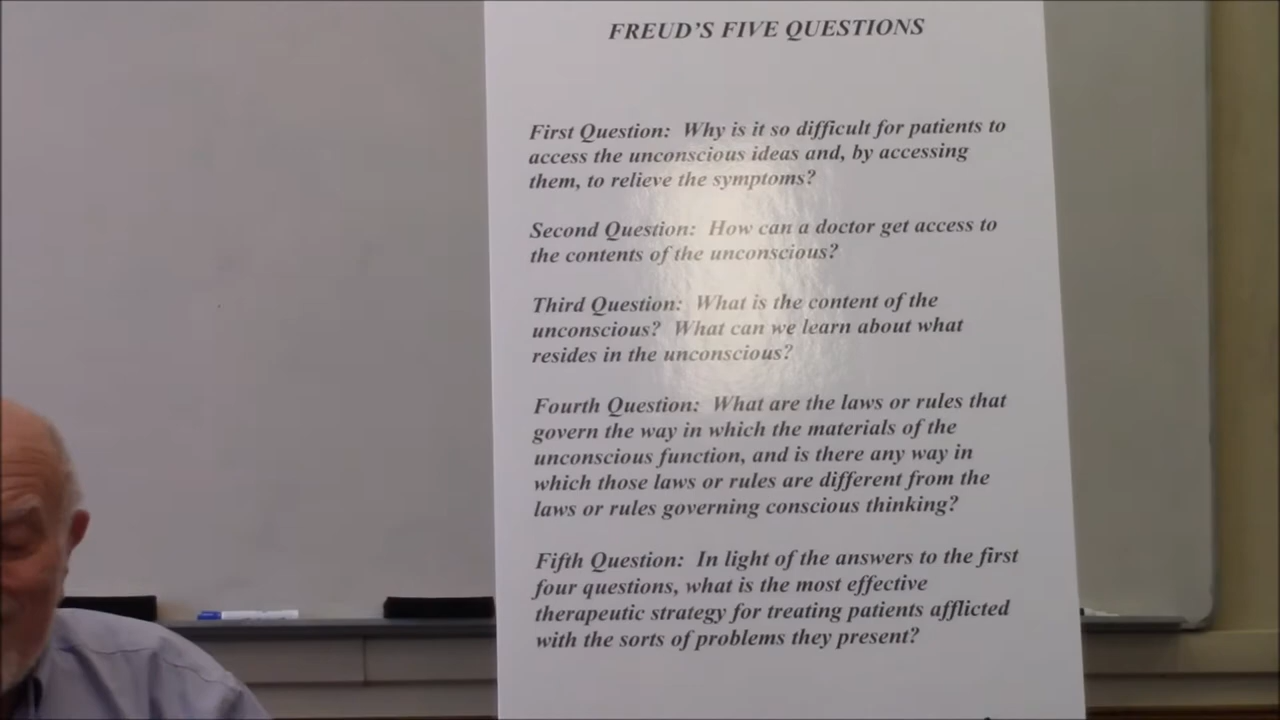 FREUD'S FIVE QUESTIONS
First Question: Why is it so difficult for patients to
access the unconscious ideas and, by accessing
them, to relieve the symptoms?
Second Question: How can a doctor get access to
the contents of the unconscious?
Third Question: What is the content of the
unconscious? What can we learn about what
resides in the unconscious?
Fourth Question: What are the laws or rules that
govern the way in which the materials of the
unconscious function, and is there any way in
which those laws or rules are different from the
laws or rules governing conscious thinking?
Fifth Question: In light of the answers to the first
four questions, what is the most effective
therapeutic strategy for treating patients afflicted
with the sorts of problems they present?